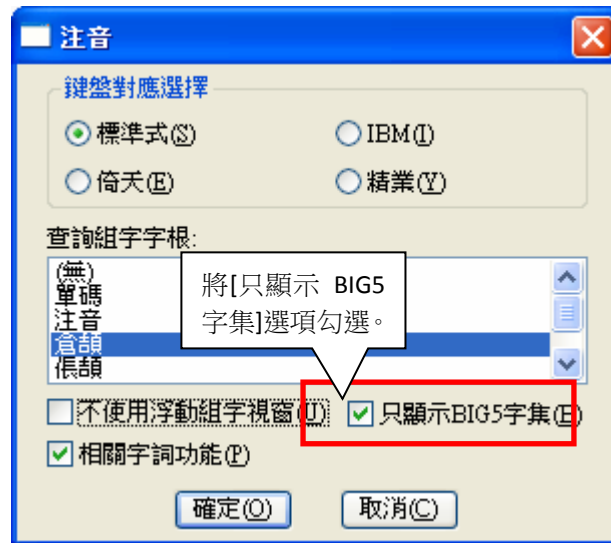 注音
鍵盤對應選擇
標準式(S)
IBM(I)
倚天(E)
精業(Y)
查詢組字字根:
(無)
單碼
注音
倉頡
倀頡
將[只顯示 BIG5
字集]選項勾選。
不使用浮動組字視窗(U)
只顯示BIG5字集(B)
相關字詞功能(P)
確定(O)
取消(C)